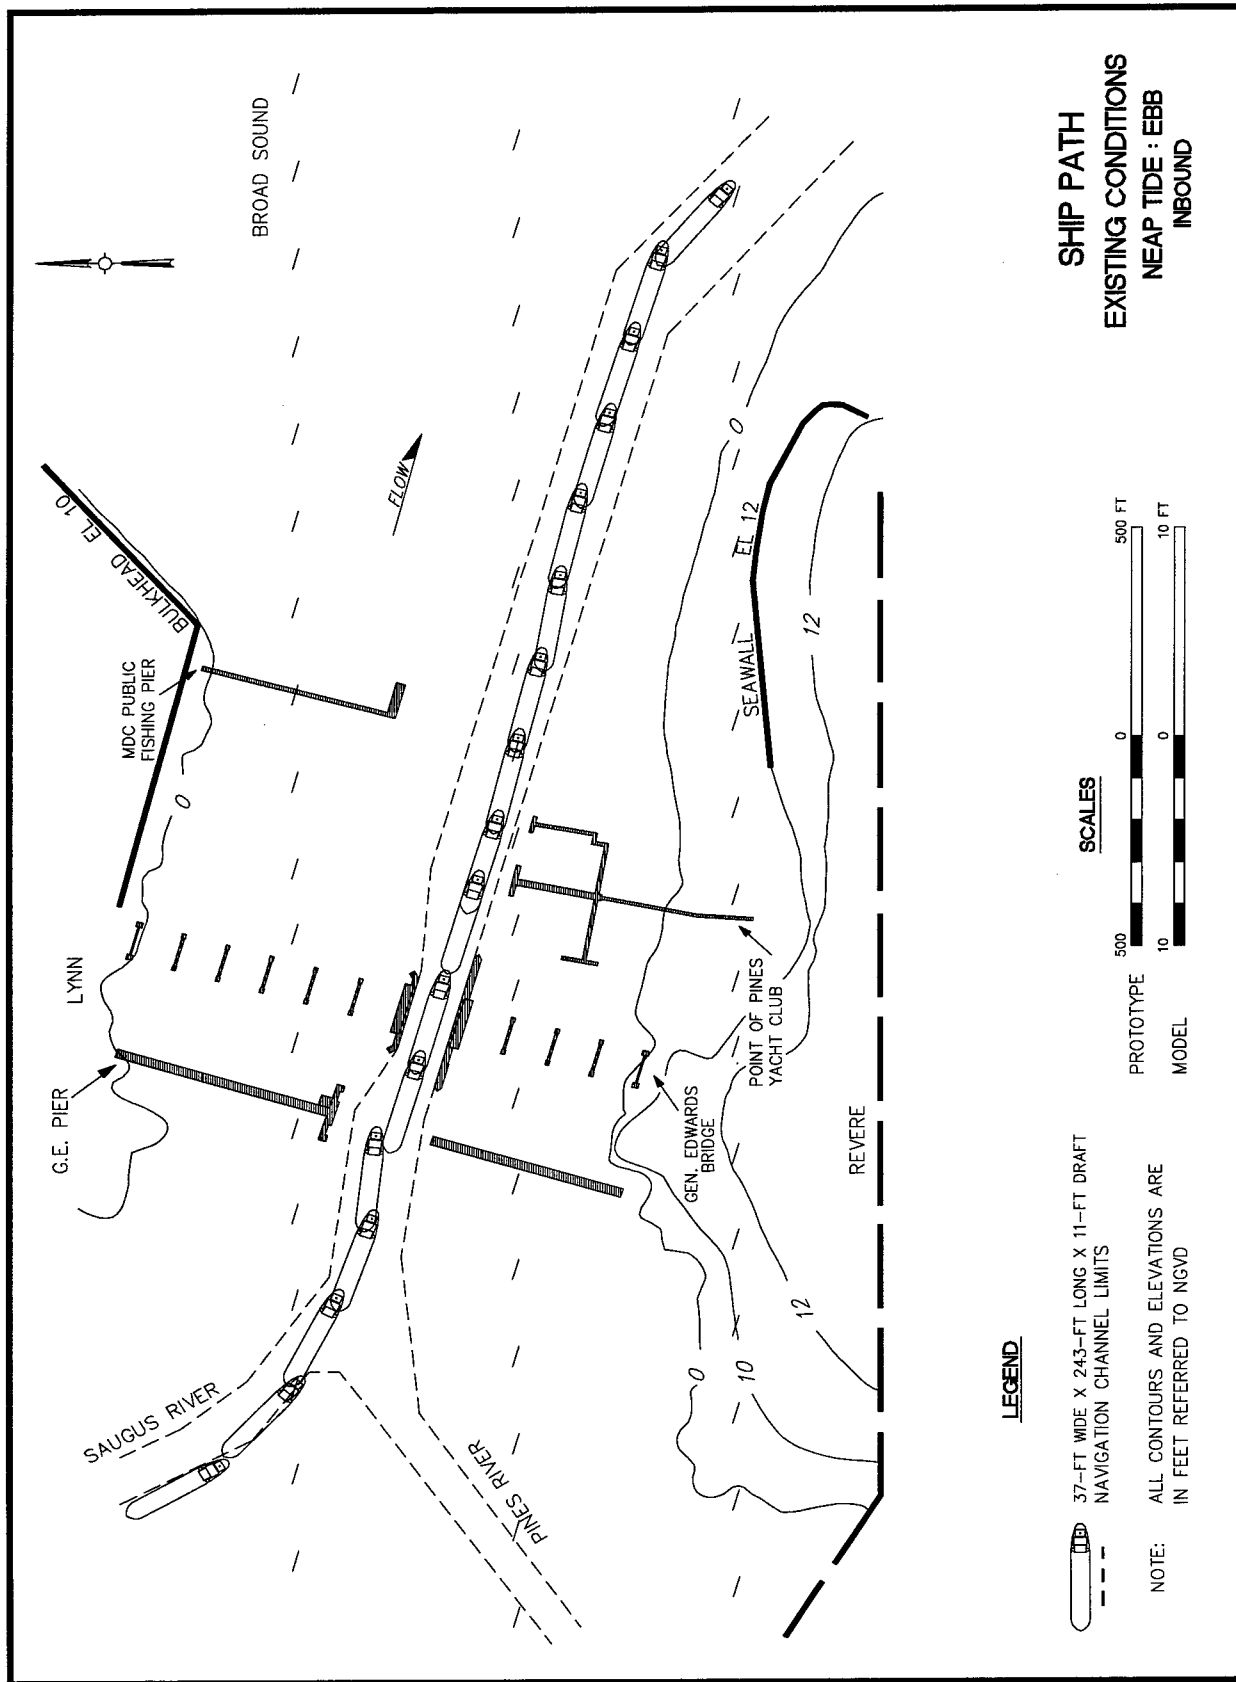 BROAD SOUND
FLOW
BULKHEAD EL 10
MDC PUBLIC
FISHING PIER
0
LYNN
G.E. PIER
SAUGUS RIVER
PINES RIVER
0
SEAWALL
EL 12
12
POINT OF PINES
YACHT CLUB
GEN. EDWARDS
BRIDGE
REVERE
0
10
12
SHIP PATH
EXISTING CONDITIONS
NEAP TIDE : EBB
INBOUND
SCALES
PROTOTYPE 500 0 500 FT
MODEL 10 0 10 FT
LEGEND
37-FT WIDE X 243-FT LONG X 11-FT DRAFT
NAVIGATION CHANNEL LIMITS
NOTE: ALL CONTOURS AND ELEVATIONS ARE
IN FEET REFERRED TO NGVD